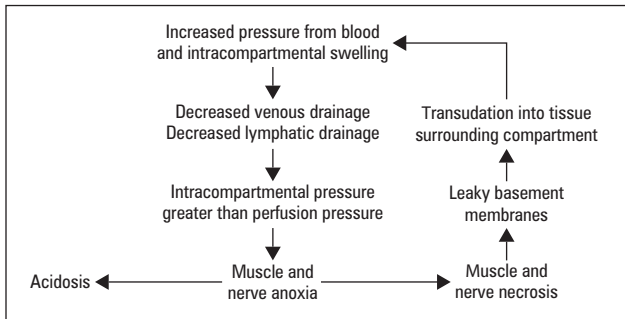 Increased pressure from blood
and intracompartmental swelling
Decreased venous drainage
Decreased lymphatic drainage
Transudation into tissue
surrounding compartment
Intracompartmental pressure
greater than perfusion pressure
Leaky basement
membranes
Acidosis
Muscle and
nerve anoxia
Muscle and
nerve necrosis